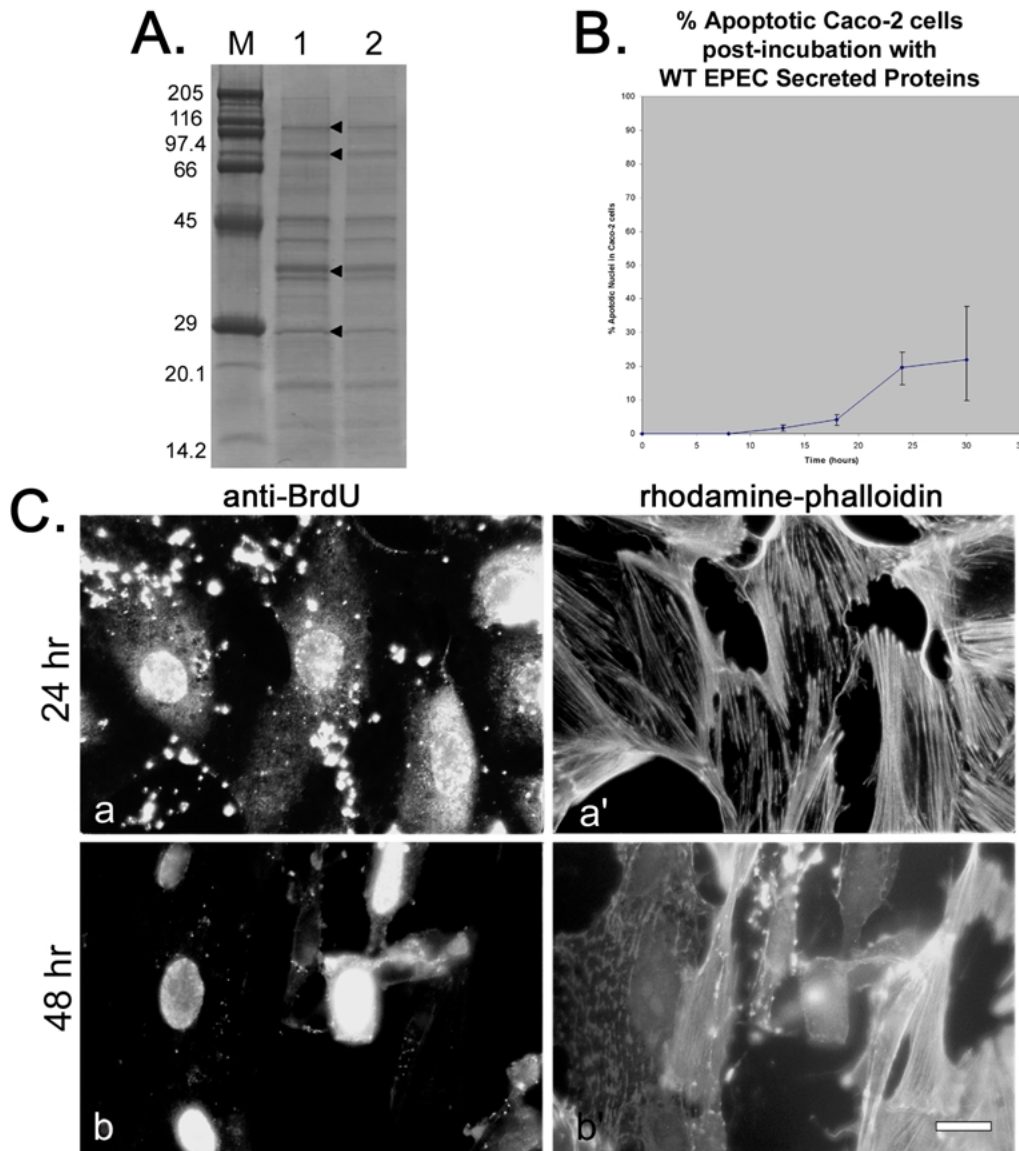 A.
M 1 2
205
116
97.4
66
45
29
20.1
14.2
B.
% Apoptotic Caco-2 cells
post-incubation with
WT EPEC Secreted Proteins
% Apototic Nuclei in Caco-2 cells
100
90
80
70
60
50
40
30
20
10
0
0 5 10 15 20 25 30 35
Time (hours)
C.
anti-BrdU
rhodamine-phalloidin
24 hr
a
a'
48 hr
b
b'